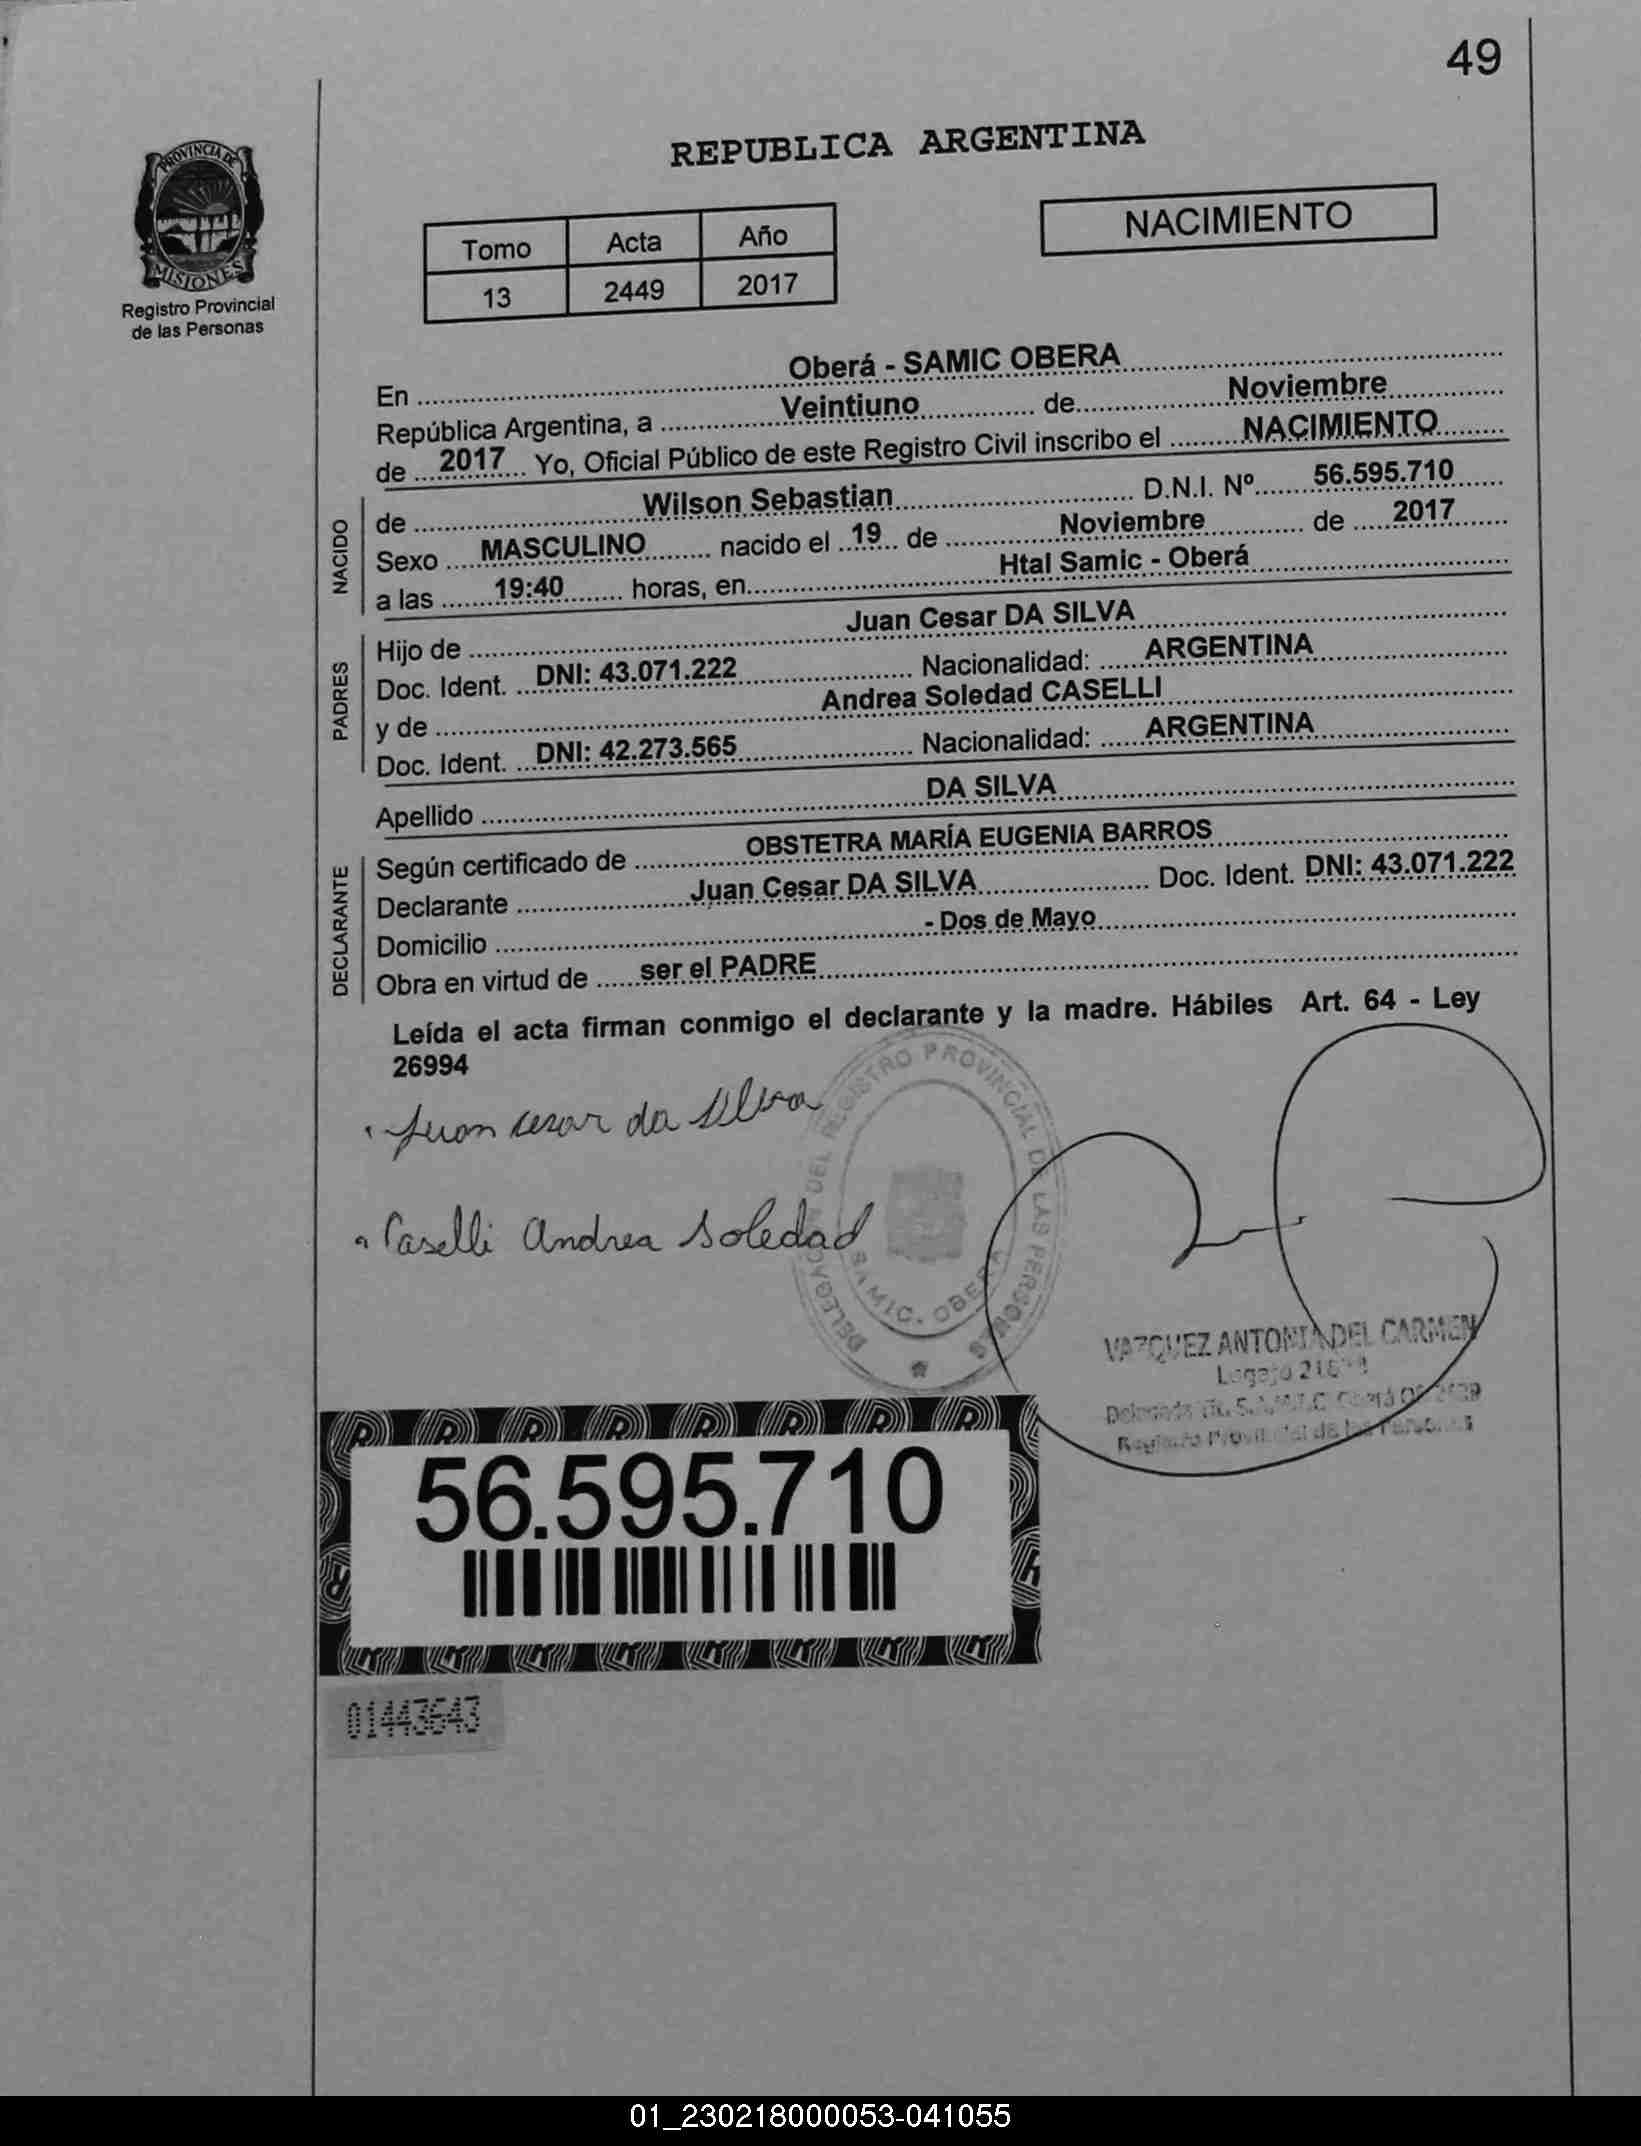 49
PROVINCIA DE
MISIONES
Registro Provincial
de las Personas
REPUBLICA ARGENTINA
NACIMIENTO
Tomo Acta Año
13 2449 2017
En Oberá - SAMIC OBERA
República Argentina, a Veintiuno de Noviembre
de 2017 Yo, Oficial Público de este Registro Civil inscribo el NACIMIENTO
NACIDO
de Wilson Sebastian D.N.I. Nº 56.595.710
Sexo MASCULINO nacido el 19 de Noviembre de 2017
a las 19:40 horas, en Htal Samic - Oberá
PADRES
Hijo de Juan Cesar DA SILVA
Doc. Ident. DNI: 43.071.222 Nacionalidad: ARGENTINA
y de Andrea Soledad CASELLI
Doc. Ident. DNI: 42.273.565 Nacionalidad: ARGENTINA
Apellido DA SILVA
DECLARANTE
Según certificado de OBSTETRA MARÍA EUGENIA BARROS
Declarante Juan Cesar DA SILVA Doc. Ident. DNI: 43.071.222
Domicilio - Dos de Mayo
Obra en virtud de ser el PADRE
Leída el acta firman conmigo el declarante y la madre. Hábiles Art. 64 - Ley
26994
Juan cesar da silva
Caselli Andrea Soledad
DELEGACION DEL REGISTRO PROVINCIAL DE LAS PERSONAS
SAMIC. OBERA
VAZQUEZ ANTONIA DEL CARMEN
Legajo
Registro Provincial de las Personas
56.595.710
01443643
01_230218000053-041055